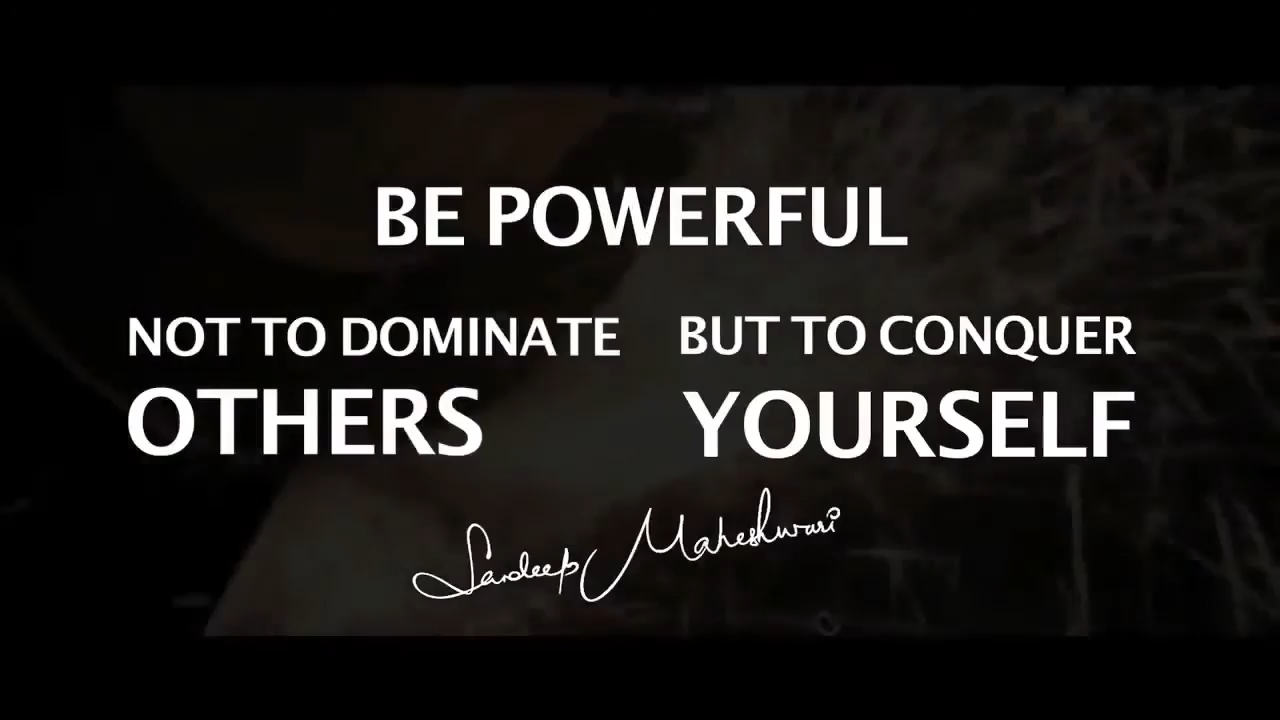 BE POWERFUL
NOT TO DOMINATE
OTHERS
BUT TO CONQUER
YOURSELF
Sandeep Maheshwari